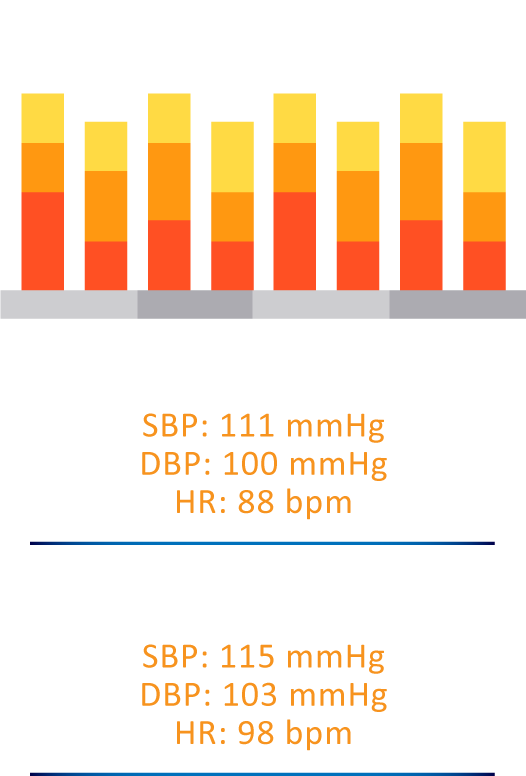 SBP: 111 mmHg
DBP: 100 mmHg
HR: 88 bpm
SBP: 115 mmHg
DBP: 103 mmHg
HR: 98 bpm